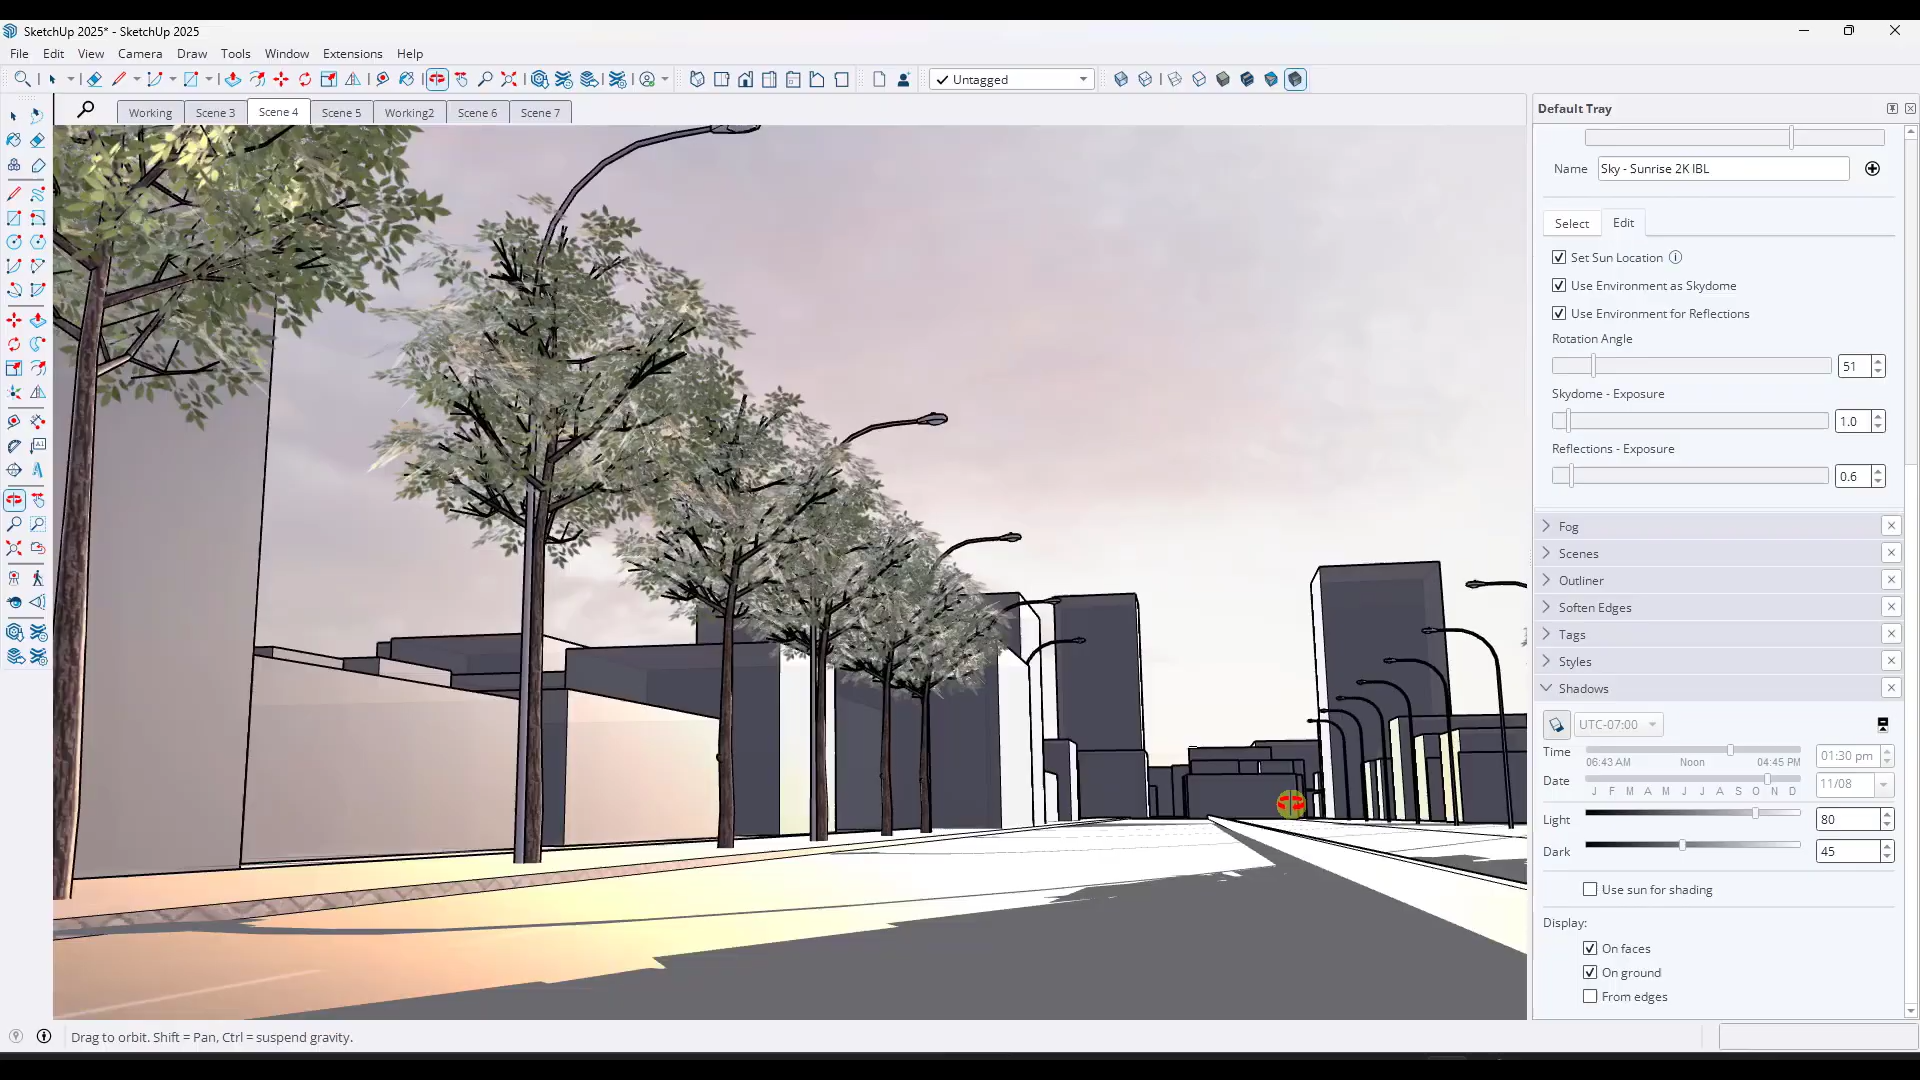 SketchUp 2025* - SketchUp 2025
File Edit View Camera Draw Tools Window Extensions Help
Untagged
Working Scene 3 Scene 4 Scene 5 Working2 Scene 6 Scene 7
Default Tray
Name Sky - Sunrise 2K IBL
Select Edit
Set Sun Location
Use Environment as Skydome
Use Environment for Reflections
Rotation Angle
51
Skydome - Exposure
1.0
Reflections - Exposure
0.6
Fog
Scenes
Outliner
Soften Edges
Tags
Styles
Shadows
UTC-07:00
Time 01:30 pm
06:43 AM Noon 04:45 PM
Date 11/08
J F M A M J J A S O N D
Light 80
Dark 45
Use sun for shading
Display:
On faces
On ground
From edges
Drag to orbit. Shift = Pan, Ctrl = suspend gravity.